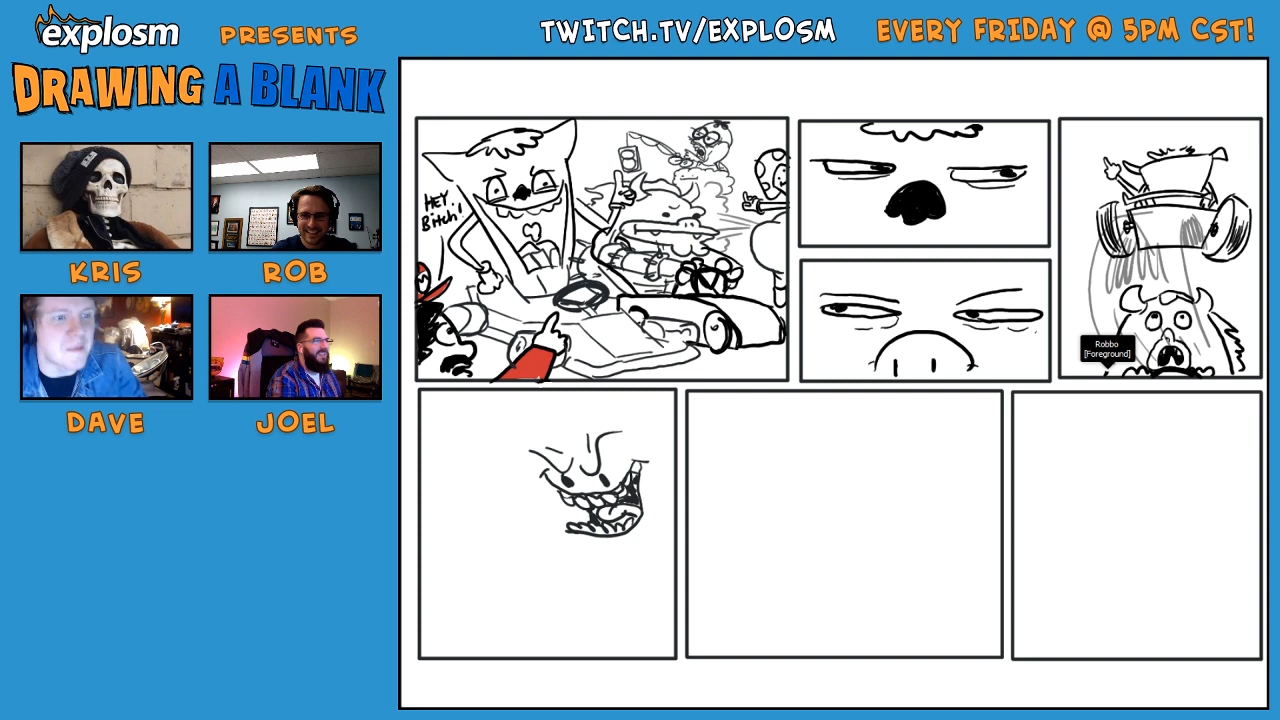 explosm PRESENTS
DRAWING A BLANK
TWITCH.TV/EXPLOSM EVERY FRIDAY @ 5PM CST!
KRIS ROB
DAVE JOEL
HEY
Bitch!
M
Robbo
[Foreground]